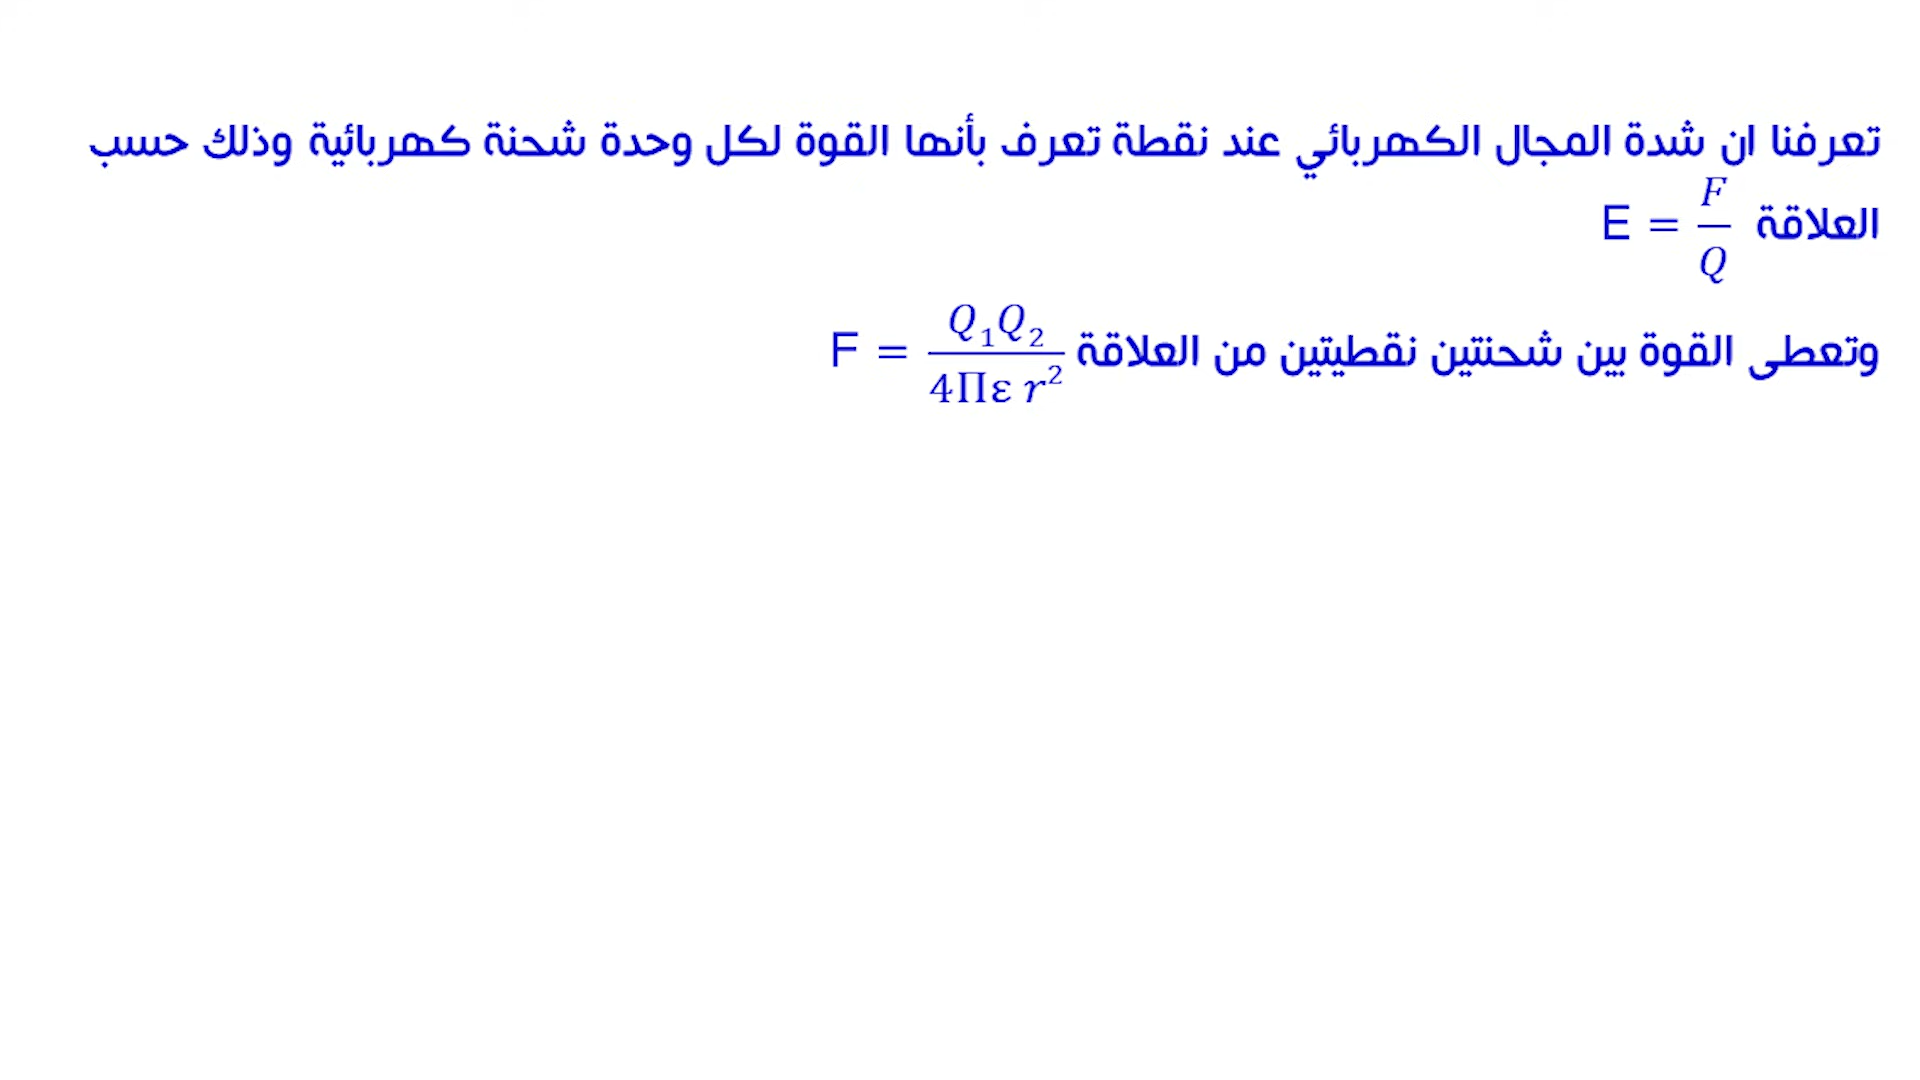 تعرفنا ان شدة المجال الكهربائي عند نقطة تعرف بأنها القوة لكل وحدة شحنة كهربائية وذلك حسب
العلاقة E = F/Q
وتعطى القوة بين شحنتين نقطيتين من العلاقة F = Q₁Q₂/4Πε r²